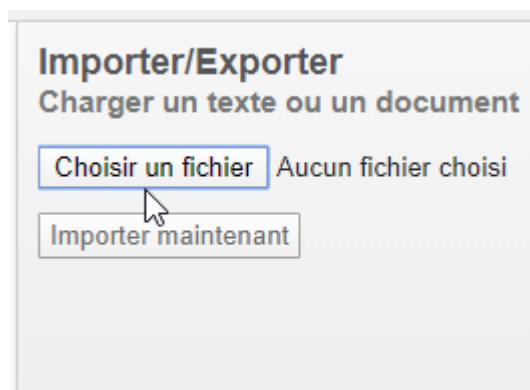 Importer/Exporter
Charger un texte ou un document
Choisir un fichier Aucun fichier choisi
Importer maintenant